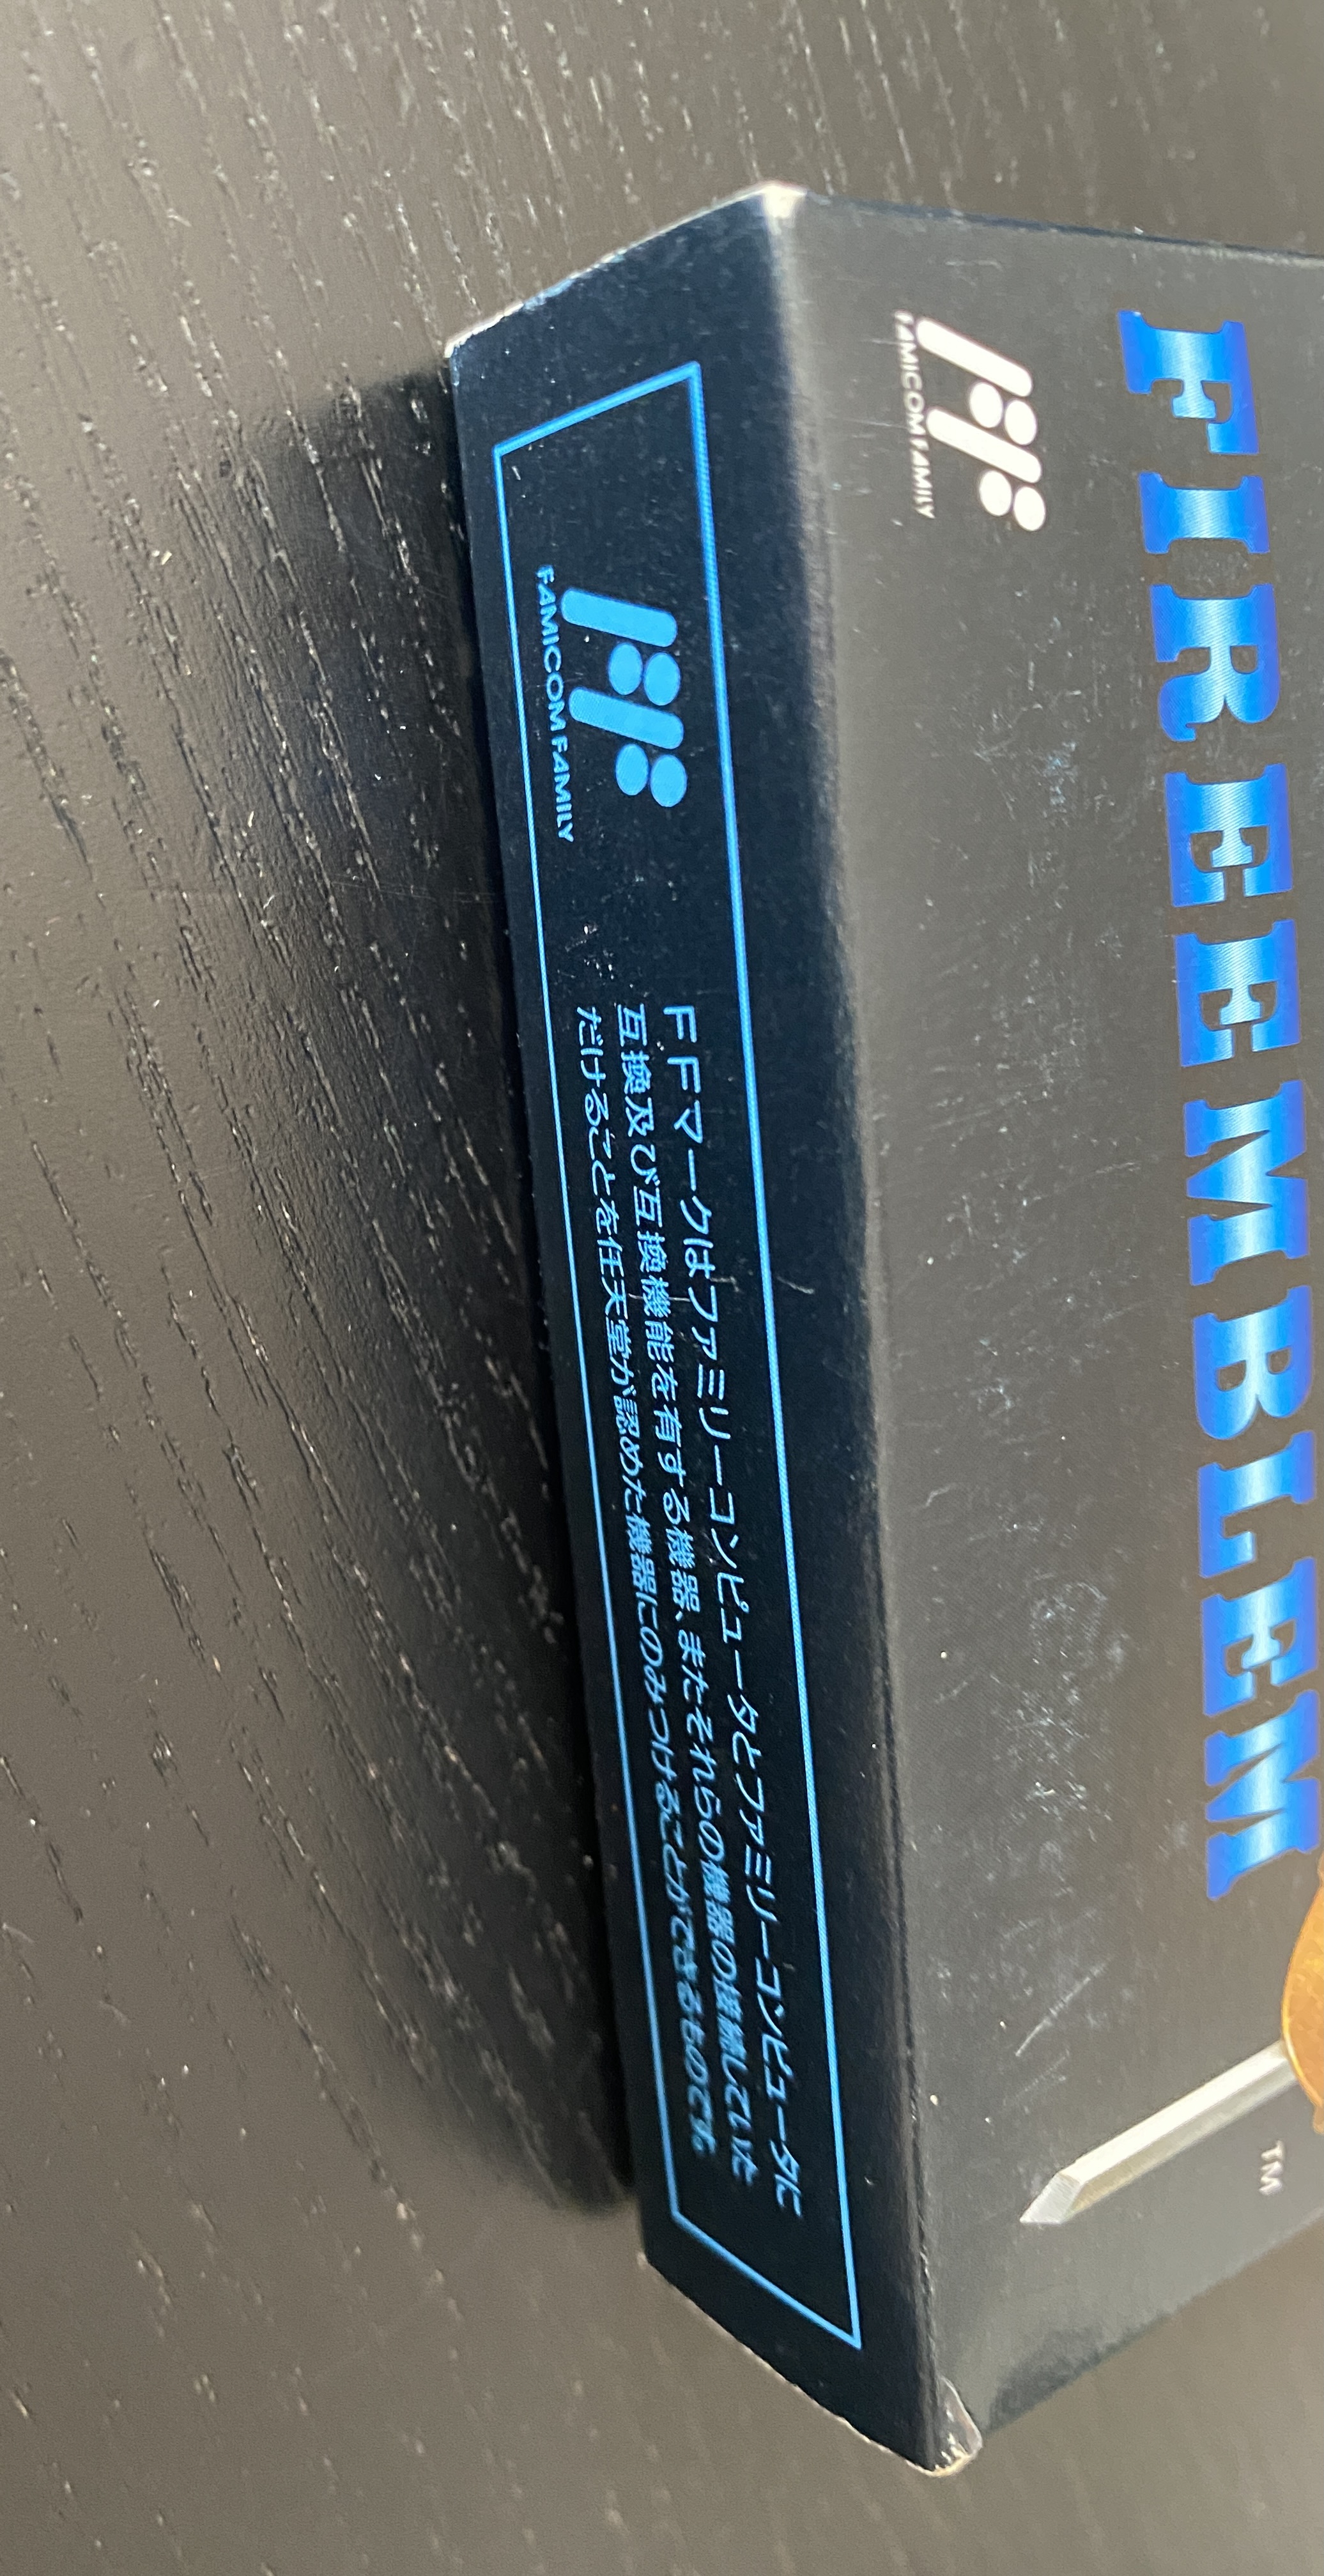 FIRE EMBLEM
TM
FAMICOM FAMILY
FAMICOM FAMILY
FFマークはファミリーコンピュータとファミリーコンピュータに
互換及び互換機能を有する機器、またそれらの機器の接続していた
だけることを任天堂が認めた機器にのみつけることができるものです。